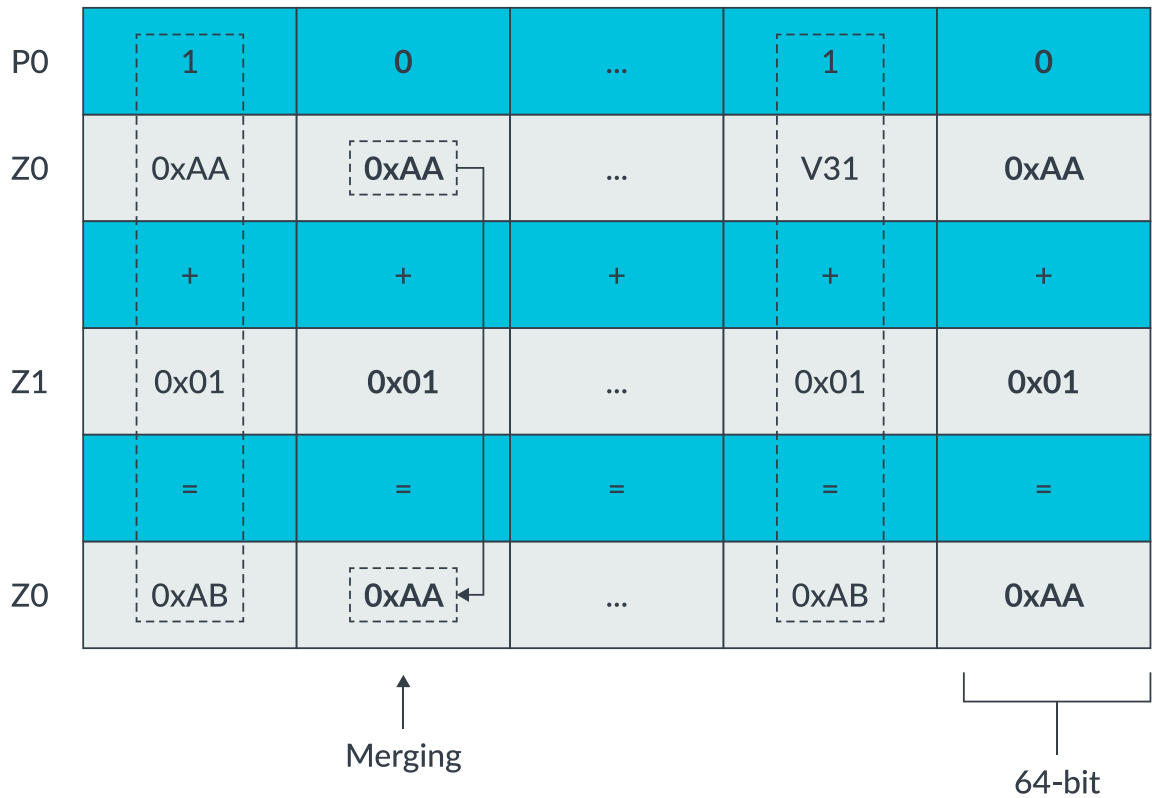 P0 1 0 ... 1 0
Z0 0xAA 0xAA ... V31 0xAA
+ + + + +
Z1 0x01 0x01 ... 0x01 0x01
= = = = =
Z0 0xAB 0xAA ... 0xAB 0xAA
Merging
64-bit